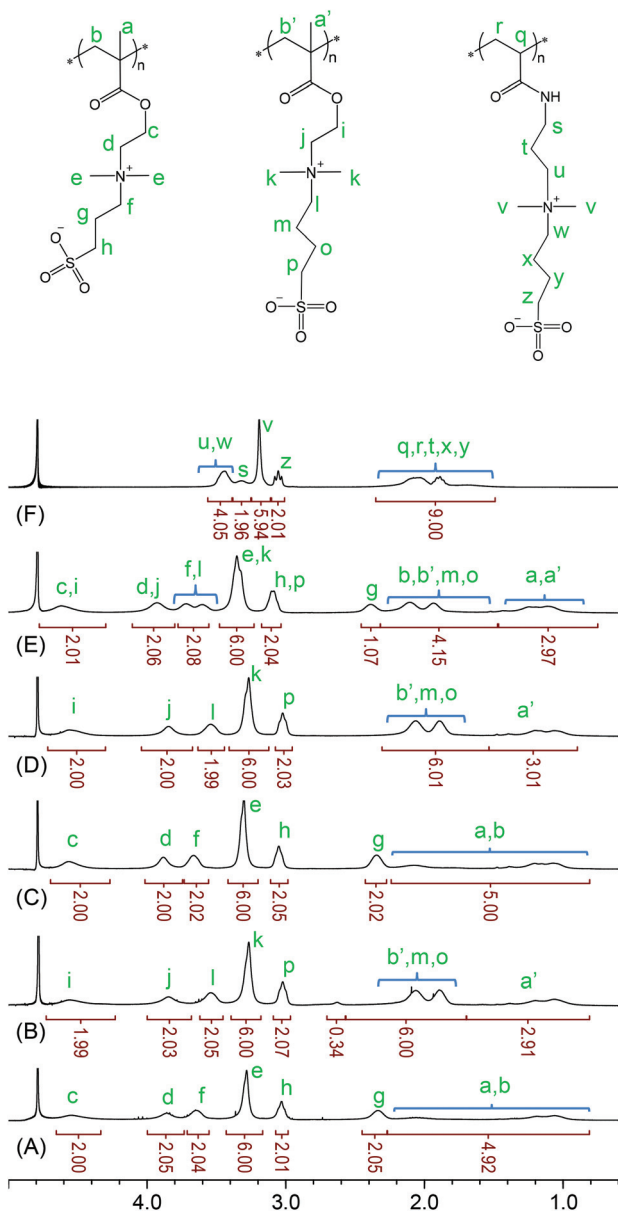 b a
* ( ) n *
O O
d c
e N+ e
g f
O− h
S
O O
b' a'
* ( ) n *
O O
j i
k N+ k
l
m
o
p
O− S O
O
r q
* ( ) n *
O NH
s
t
u
v N+ v
w
x
y
z
O− S O
O
u,w s v z q,r,t,x,y
(F)
4.05 1.96 5.94 2.01 9.00
c,i d,j f,l e,k h,p g b,b',m,o a,a'
(E)
2.01 2.06 2.08 6.00 2.04 1.07 4.15 2.97
i j l k p b',m,o a'
(D)
2.00 2.00 1.99 6.00 2.03 6.01 3.01
c d f e h g a,b
(C)
2.00 2.00 2.02 6.00 2.05 2.02 5.00
i j l k p b',m,o a'
(B)
1.99 2.03 2.05 6.00 2.07 0.34 6.00 2.91
c d f e h g a,b
(A)
2.00 2.05 2.04 6.00 2.01 2.05 4.92
4.0 3.0 2.0 1.0